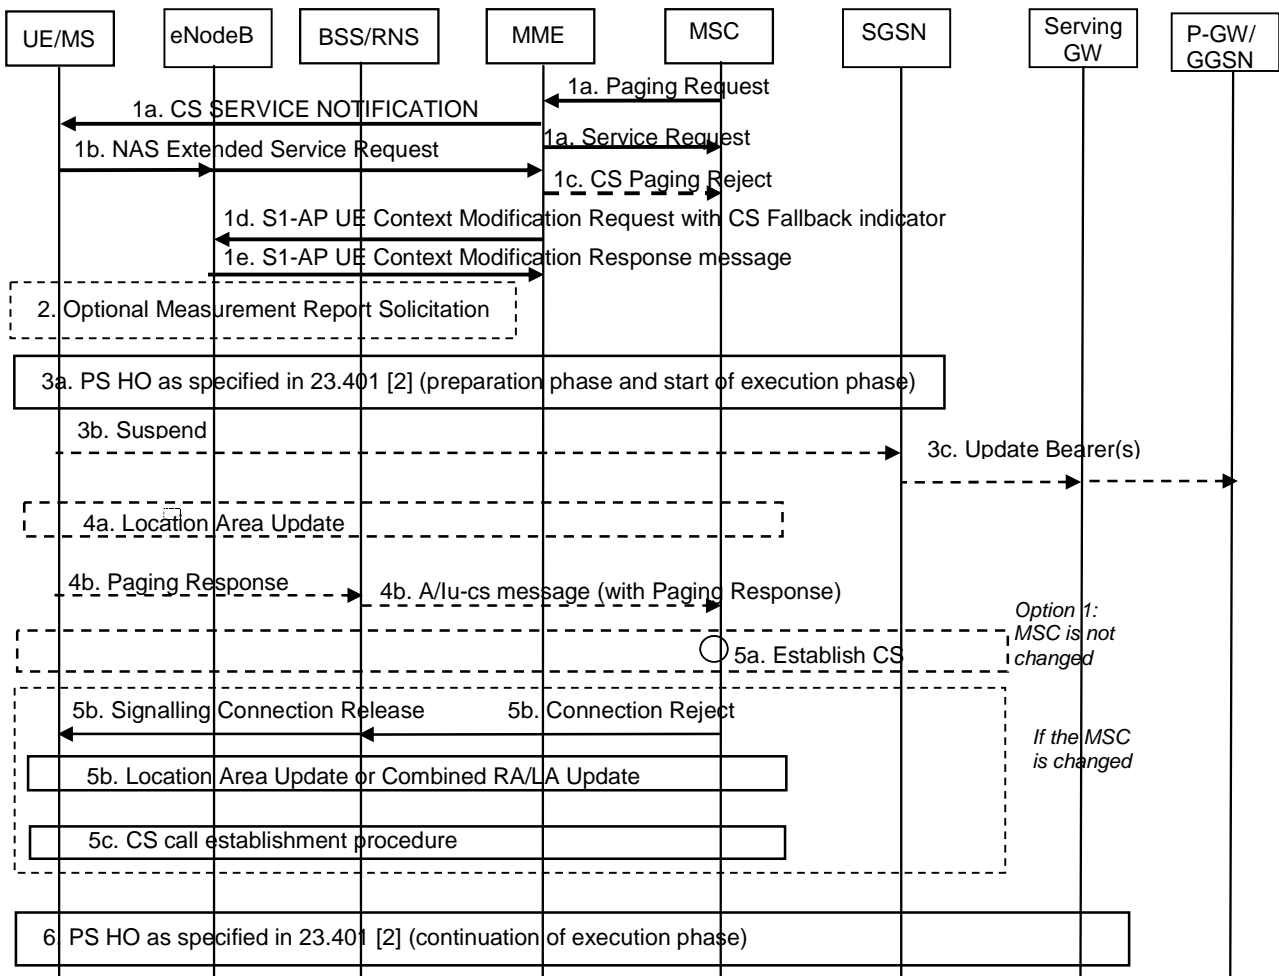 UE/MS
eNodeB
BSS/RNS
MME
MSC
SGSN
Serving
GW
P-GW/
GGSN
1a. Paging Request
1a. CS SERVICE NOTIFICATION
1a. Service Request
1b. NAS Extended Service Request
1c. CS Paging Reject
1d. S1-AP UE Context Modification Request with CS Fallback indicator
1e. S1-AP UE Context Modification Response message
2. Optional Measurement Report Solicitation
3a. PS HO as specified in 23.401 [2] (preparation phase and start of execution phase)
3b. Suspend
3c. Update Bearer(s)
4a. Location Area Update
4b. Paging Response
4b. A/Iu-cs message (with Paging Response)
Option 1:
MSC is not
changed
5a. Establish CS
5b. Signalling Connection Release
5b. Connection Reject
If the MSC
is changed
5b. Location Area Update or Combined RA/LA Update
5c. CS call establishment procedure
6. PS HO as specified in 23.401 [2] (continuation of execution phase)